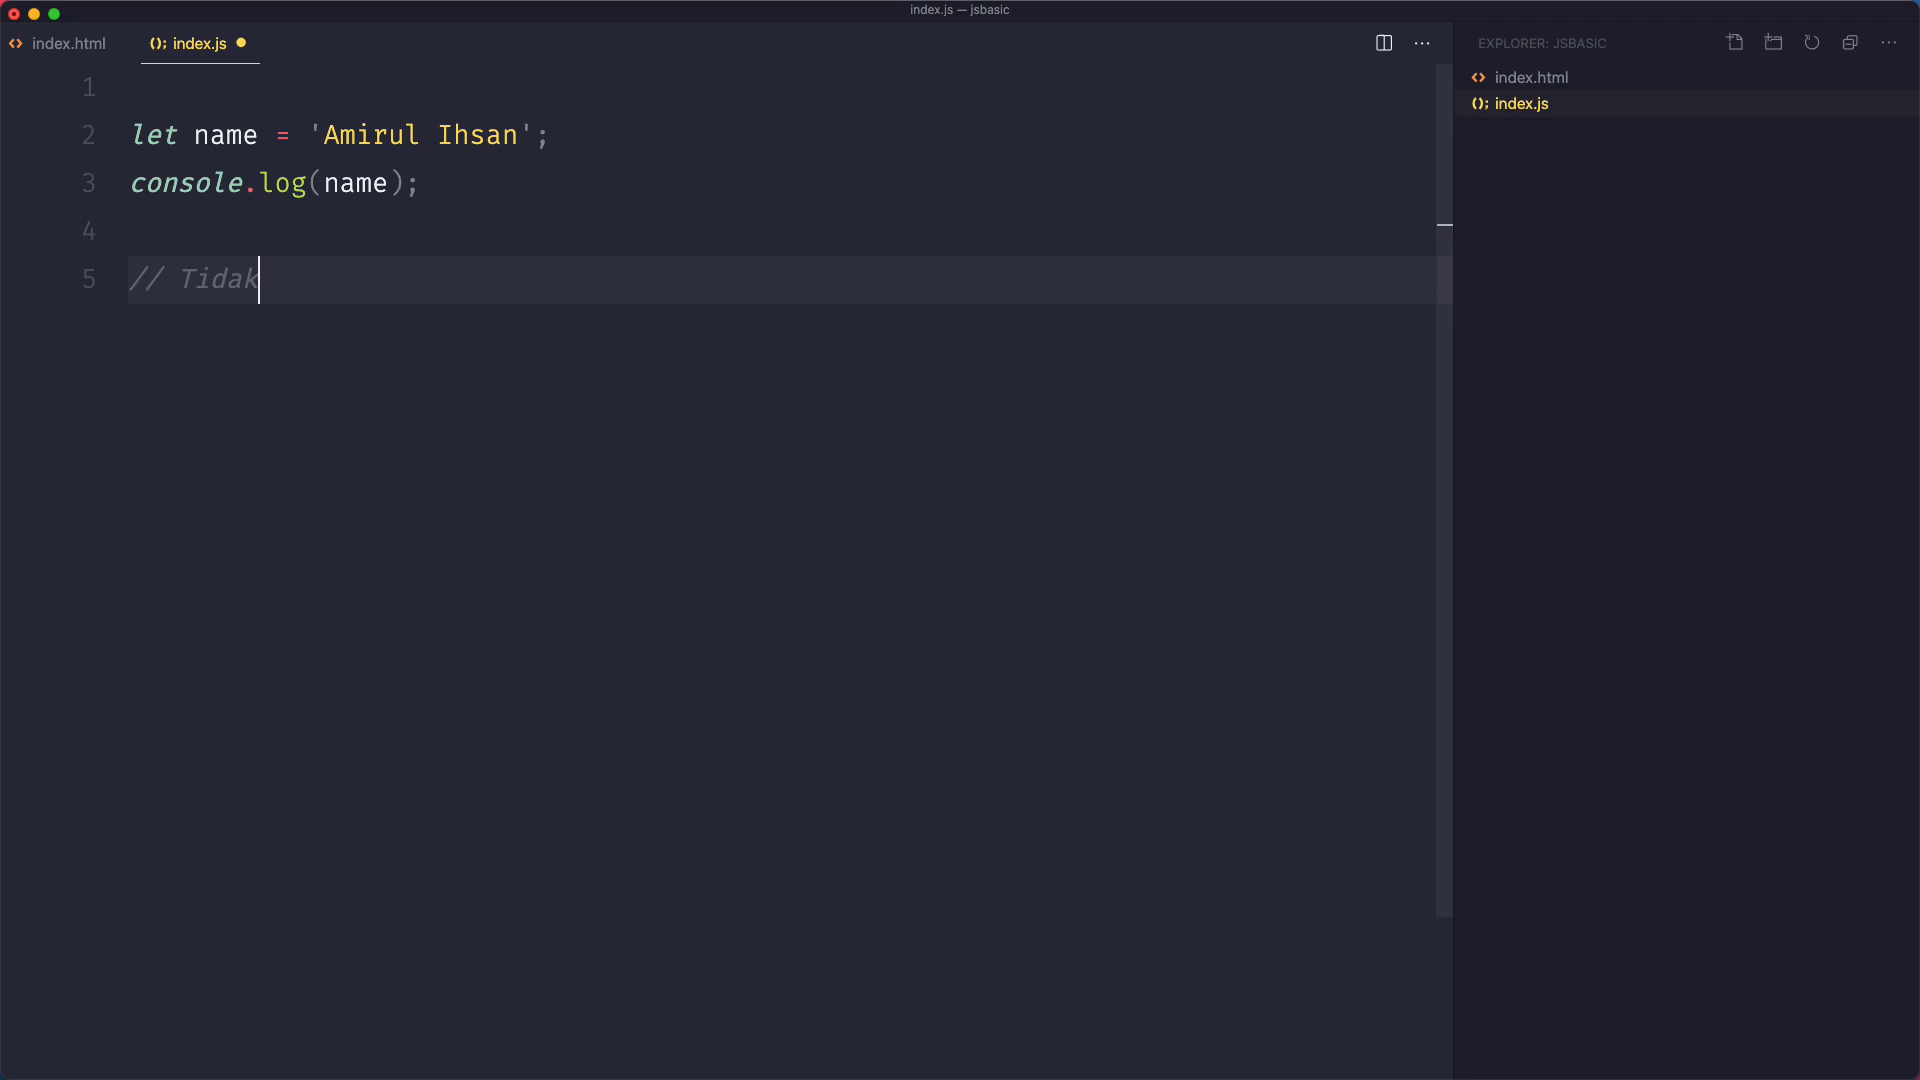 index.js — jsbasic
index.html
(); index.js
EXPLORER: JSBASIC
index.html
(); index.js
1
2 let name = 'Amirul Ihsan';
3 console.log(name);
4
5 // Tidak